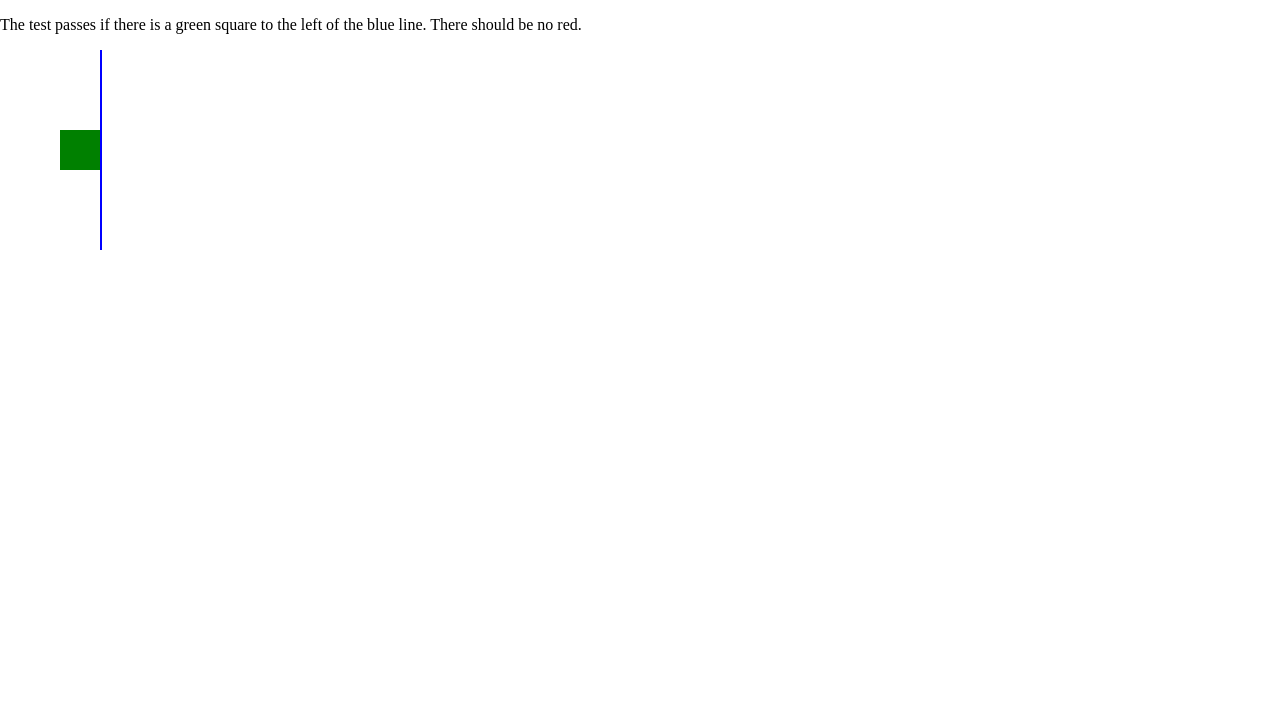 The test passes if there is a green square to the left of the blue line. There should be no red.